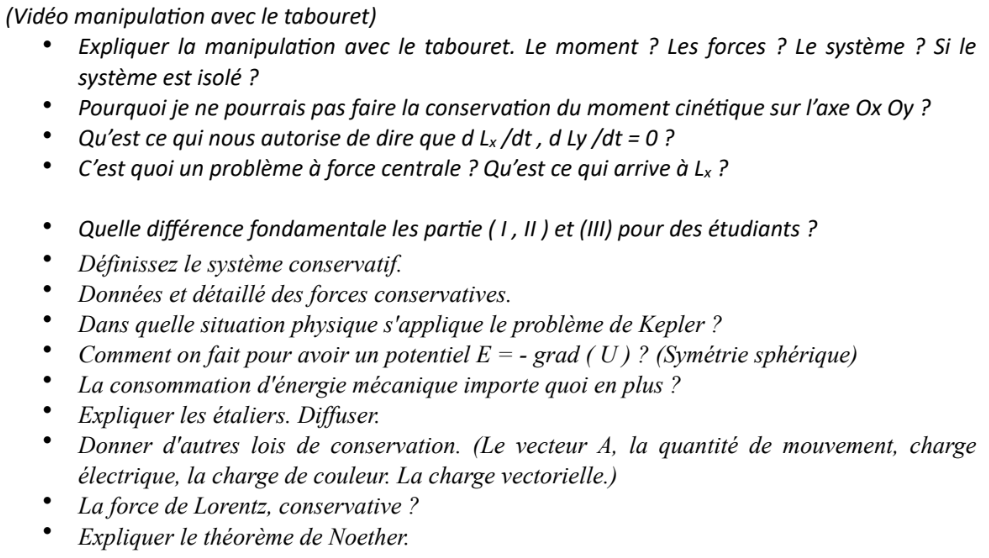 (Vidéo manipulation avec le tabouret)
• Expliquer la manipulation avec le tabouret. Le moment ? Les forces ? Le système ? Si le
système est isolé ?
• Pourquoi je ne pourrais pas faire la conservation du moment cinétique sur l’axe Ox Oy ?
• Qu’est ce qui nous autorise de dire que d Lₓ /dt , d Ly /dt = 0 ?
• C’est quoi un problème à force centrale ? Qu’est ce qui arrive à Lₓ ?
• Quelle différence fondamentale les partie ( I , II ) et (III) pour des étudiants ?
• Définissez le système conservatif.
• Données et détaillé des forces conservatives.
• Dans quelle situation physique s'applique le problème de Kepler ?
• Comment on fait pour avoir un potentiel E = - grad ( U ) ? (Symétrie sphérique)
• La consommation d'énergie mécanique importe quoi en plus ?
• Expliquer les étaliers. Diffuser.
• Donner d'autres lois de conservation. (Le vecteur A, la quantité de mouvement, charge
électrique, la charge de couleur. La charge vectorielle.)
• La force de Lorentz, conservative ?
• Expliquer le théorème de Noether.